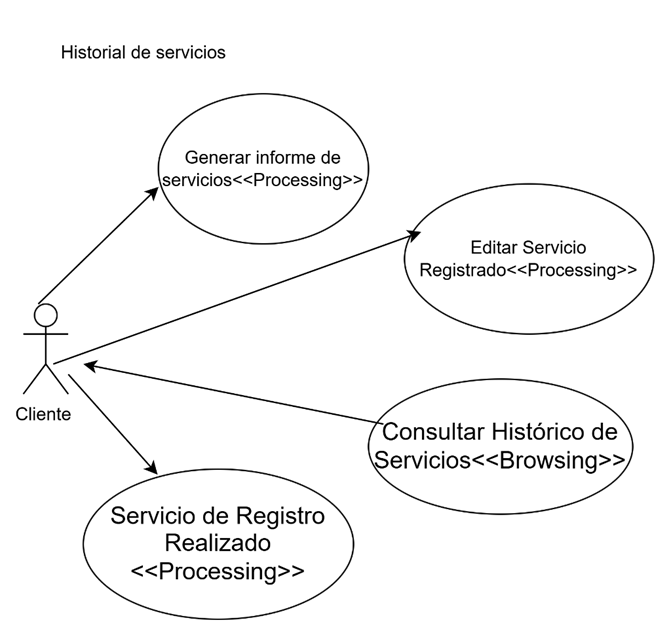 Historial de servicios
Generar informe de
servicios<<Processing>>
Editar Servicio
Registrado<<Processing>>
Cliente
Consultar Histórico de
Servicios<<Browsing>>
Servicio de Registro
Realizado
<<Processing>>